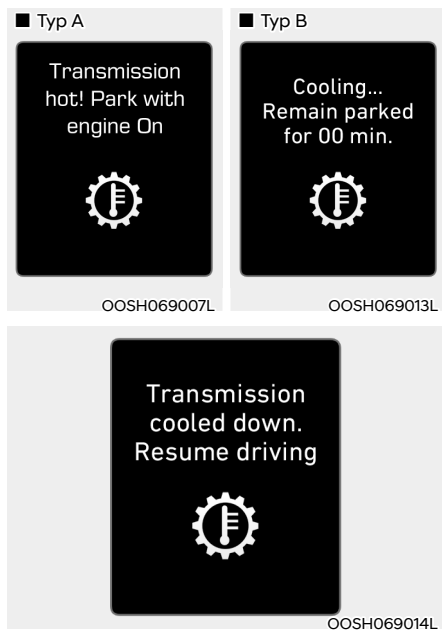 ■ Typ A
Transmission
hot! Park with
engine On
OOSH069007L
■ Typ B
Cooling...
Remain parked
for 00 min.
OOSH069013L
Transmission
cooled down.
Resume driving
OOSH069014L